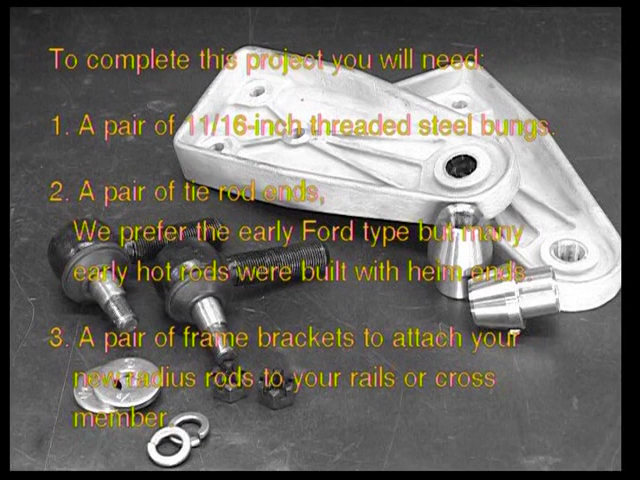 To complete this project you will need:
1. A pair of 11/16-inch threaded steel bungs.
2. A pair of tie rod ends,
We prefer the early Ford type but many
early hot rods were built with heim ends.
3. A pair of frame brackets to attach your
new radius rods to your rails or cross
member.